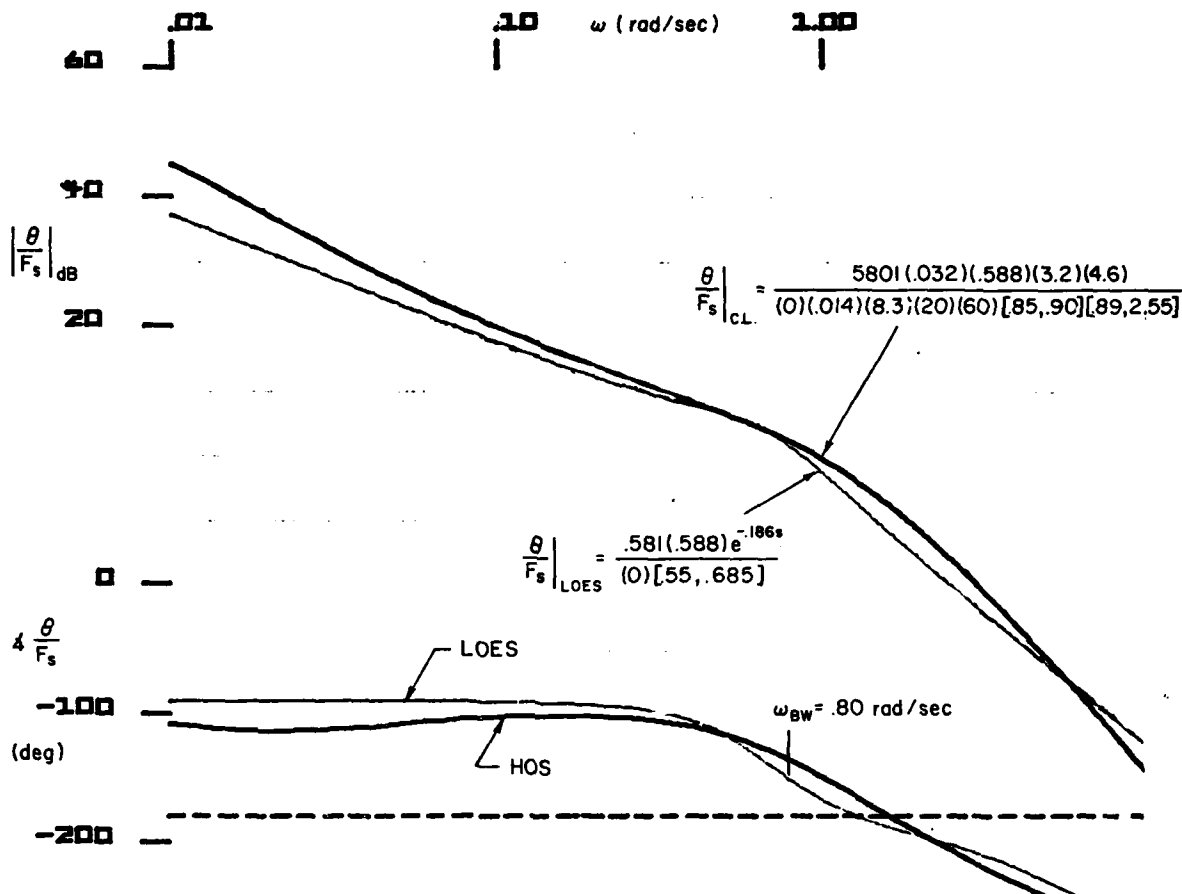 .01 .10 ω (rad/sec) 1.00
60
40
|θ/Fs|dB
20
θ/Fs|C.L. = 5801(.032)(.588)(3.2)(4.6) / (0)(.014)(8.3)(20)(60)[85,.90][89,2.55]
θ/Fs|LOES = .581(.588)e^-.186s / (0)[.55,.685]
0
∡ θ/Fs
LOES
-100
ωBW = .80 rad/sec
(deg)
HOS
-200